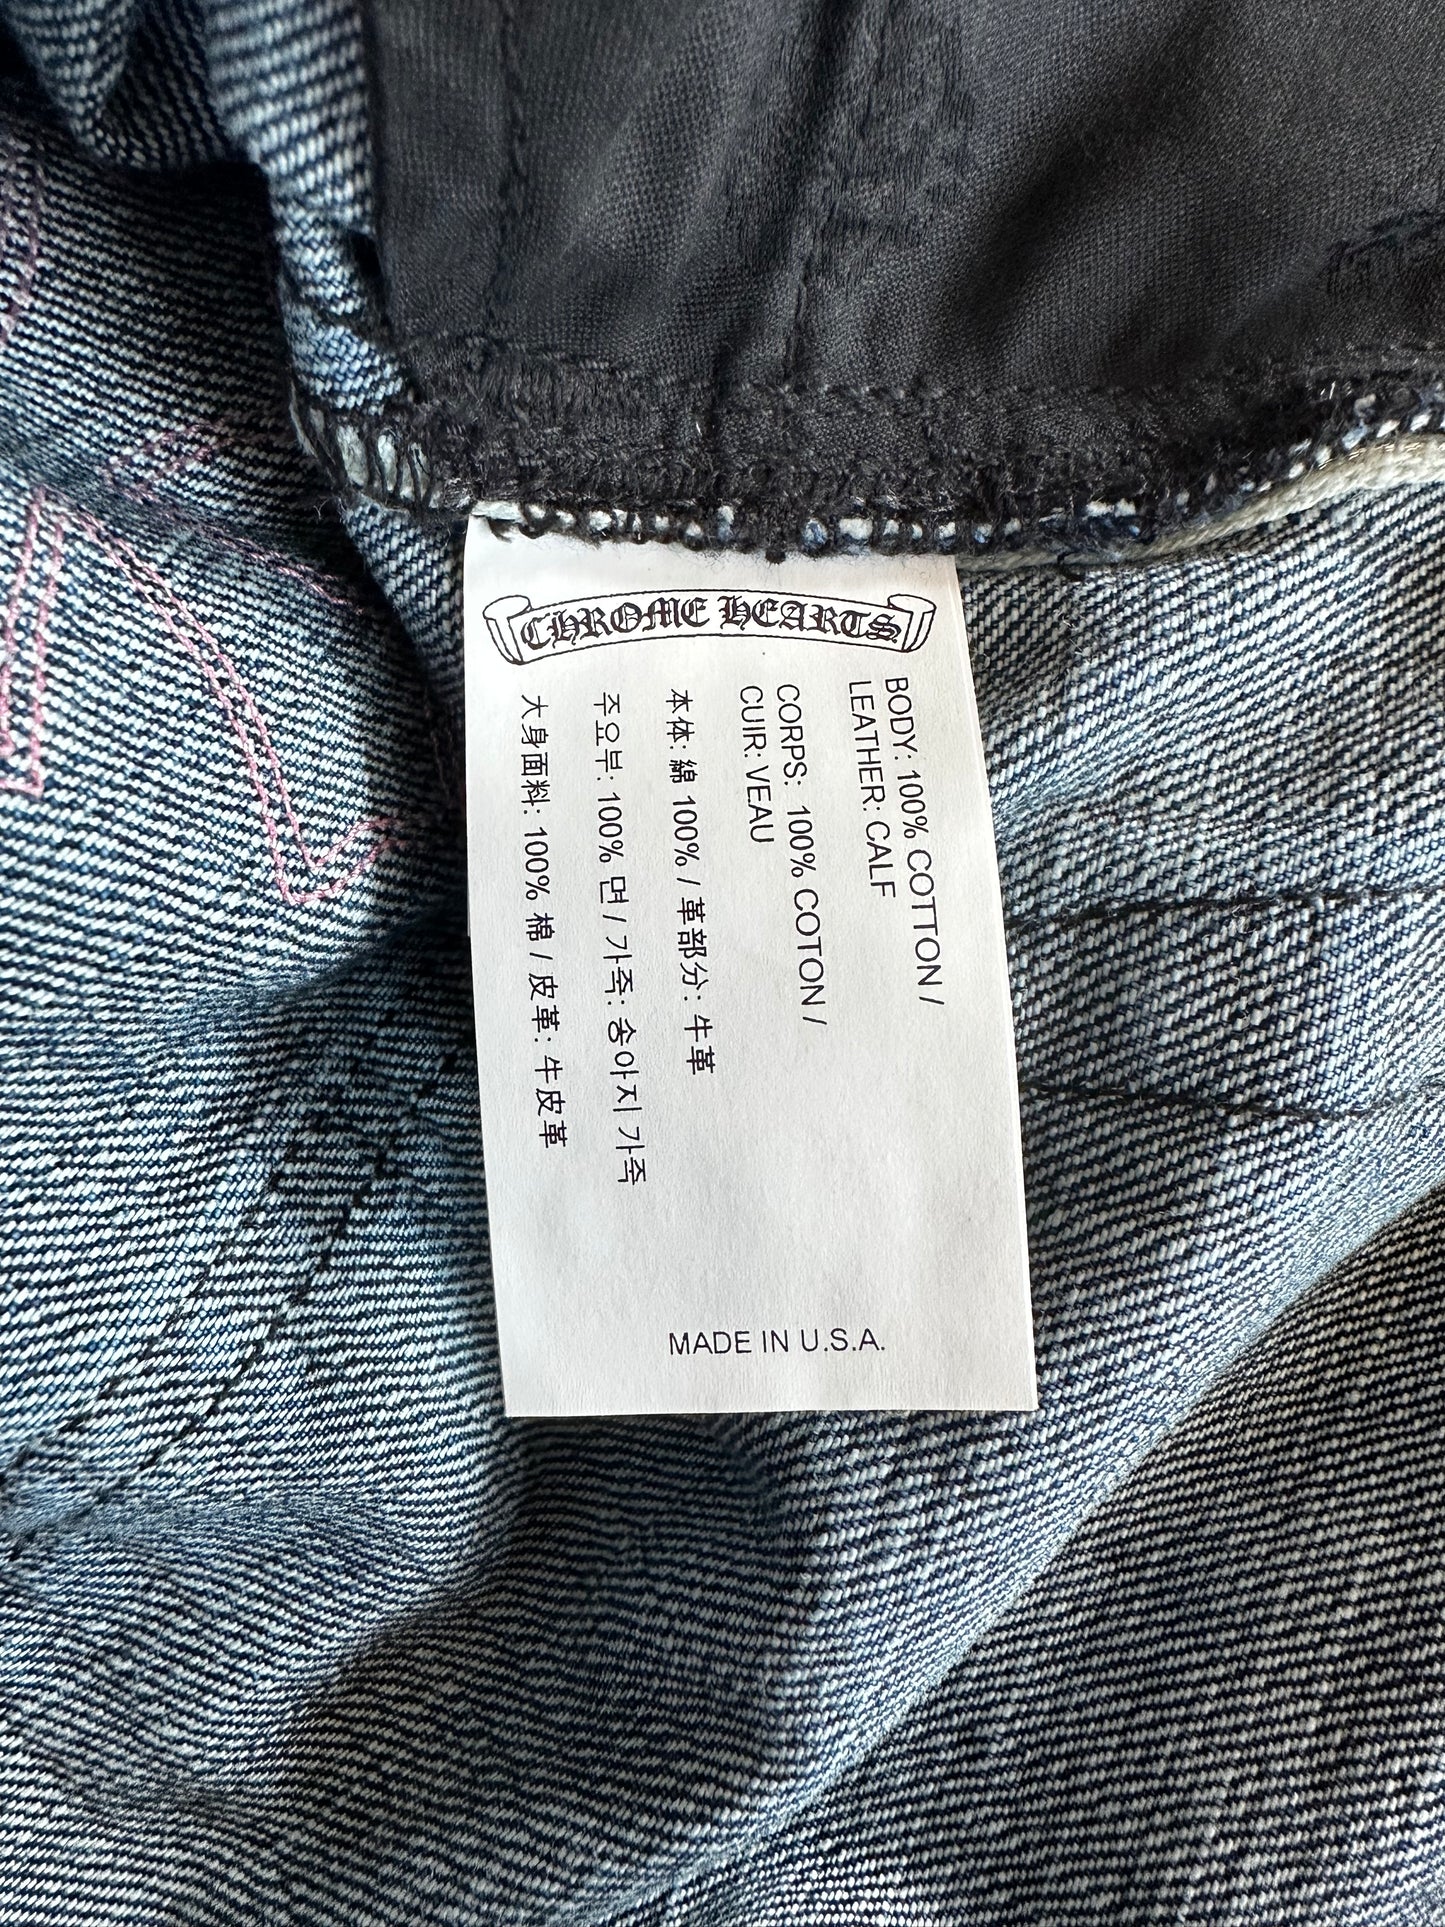 CHROME HEARTS
BODY: 100% COTTON /
LEATHER: CALF
CORPS: 100% COTON /
CUIR: VEAU
本体: 綿 100% / 革部分: 牛革
주요부: 100% 면 / 가죽: 송아지 가죽
大身面料: 100% 棉 / 皮革: 牛皮革
MADE IN U.S.A.